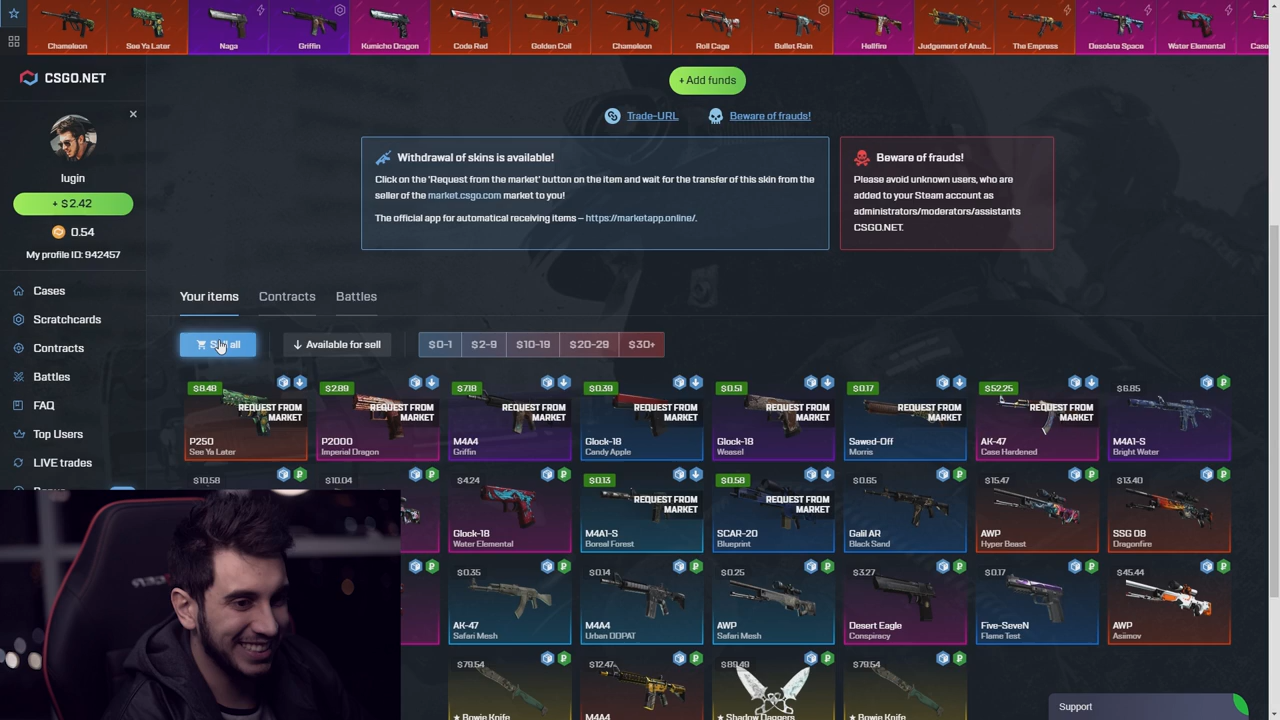 Chameleon
See Ya Later
Naga
Griffin
Kumicho Dragon
Code Red
Golden Coil
Chameleon
Roll Cage
Bullet Rain
Hellfire
Judgement of Anub...
The Empress
Desolate Space
Water Elemental
Case
CSGO.NET
+ Add funds
Trade-URL
Beware of frauds!
lugin
+ $2.42
0.54
My profile ID: 942457
Withdrawal of skins is available!
Click on the 'Request from the market' button on the item and wait for the transfer of this skin from the
seller of the market.csgo.com market to you!
The official app for automatical receiving items – https://marketapp.online/.
Beware of frauds!
Please avoid unknown users, who are
added to your Steam account as
administrators/moderators/assistants
CSGO.NET.
Cases
Scratchcards
Contracts
Battles
FAQ
Top Users
LIVE trades
Your items
Contracts
Battles
all
Available for sell
$0-1
$2-9
$10-19
$20-29
$30+
$8.48
REQUEST FROM
MARKET
P250
See Ya Later
$2.89
REQUEST FROM
MARKET
P2000
Imperial Dragon
$7.18
REQUEST FROM
MARKET
M4A4
Griffin
$0.39
REQUEST FROM
MARKET
Glock-18
Candy Apple
$0.51
REQUEST FROM
MARKET
Glock-18
Weasel
$0.17
REQUEST FROM
MARKET
Sawed-Off
Morris
$52.25
REQUEST FROM
MARKET
AK-47
Case Hardened
$6.85
M4A1-S
Bright Water
$10.58
$10.04
$4.24
Glock-18
Water Elemental
$0.13
REQUEST FROM
MARKET
M4A1-S
Boreal Forest
$0.58
REQUEST FROM
MARKET
SCAR-20
Blueprint
$0.65
Galil AR
Black Sand
$15.47
AWP
Hyper Beast
$13.40
SSG 08
Dragonfire
$0.35
AK-47
Safari Mesh
$0.14
M4A4
Urban DDPAT
$0.25
AWP
Safari Mesh
$3.27
Desert Eagle
Conspiracy
$0.17
Five-SeveN
Flame Test
$45.44
AWP
Asiimov
$79.54
★ Bowie Knife
$12.47
M4A4
$89.49
★ Shadow Daggers
$79.54
★ Bowie Knife
Support